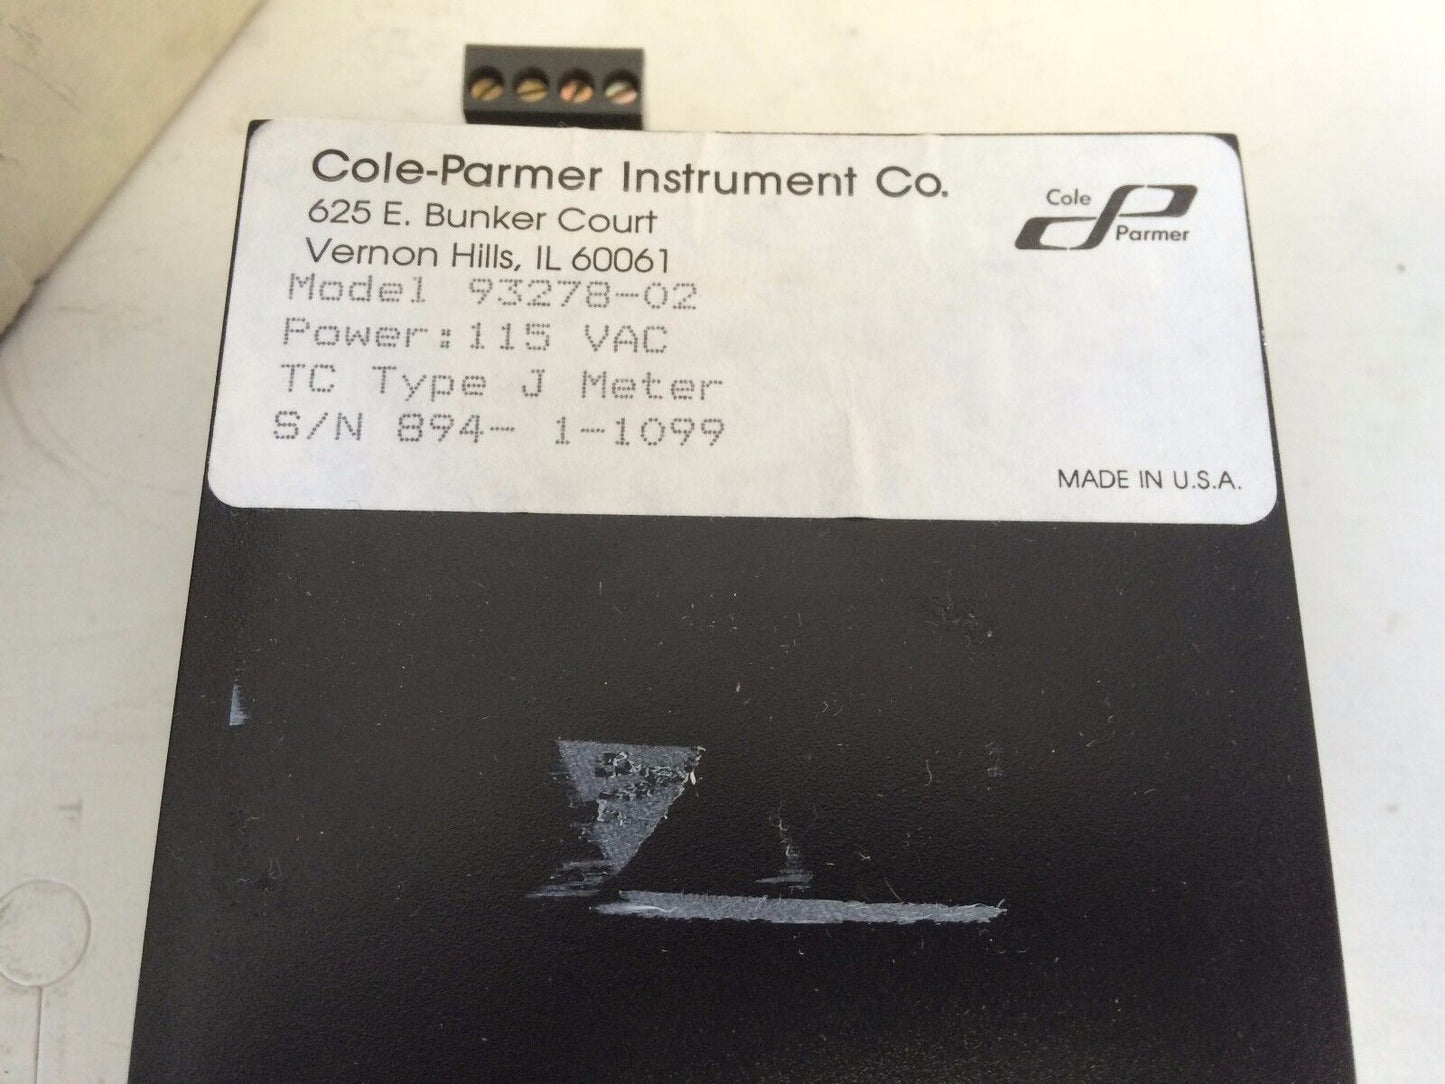 Cole-Parmer Instrument Co.
625 E. Bunker Court
Vernon Hills, IL 60061
Cole
Parmer
Model 93278-02
Power:115 VAC
TC Type J Meter
S/N 894- 1-1099
MADE IN U.S.A.